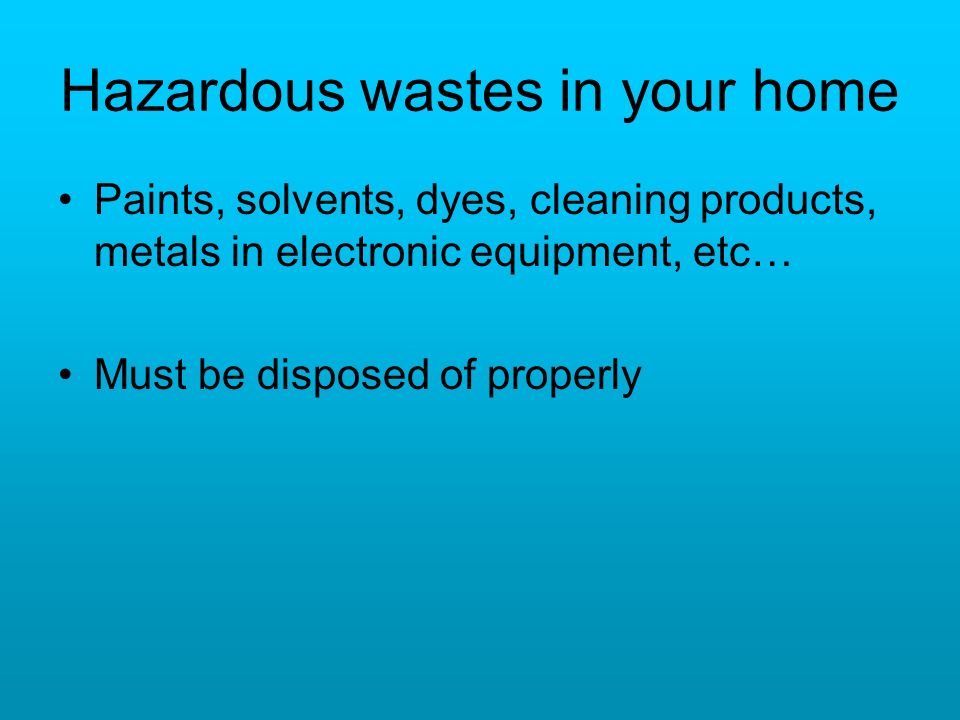 Hazardous wastes in your home
• Paints, solvents, dyes, cleaning products,
metals in electronic equipment, etc…
• Must be disposed of properly